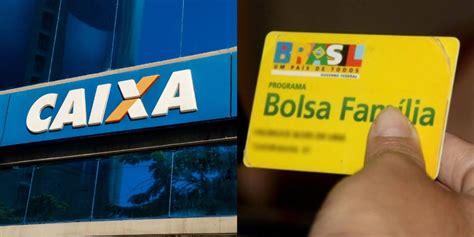 CAIXA
BRASIL
UM PAÍS DE TODOS
GOVERNO FEDERAL
PROGRAMA
Bolsa Família